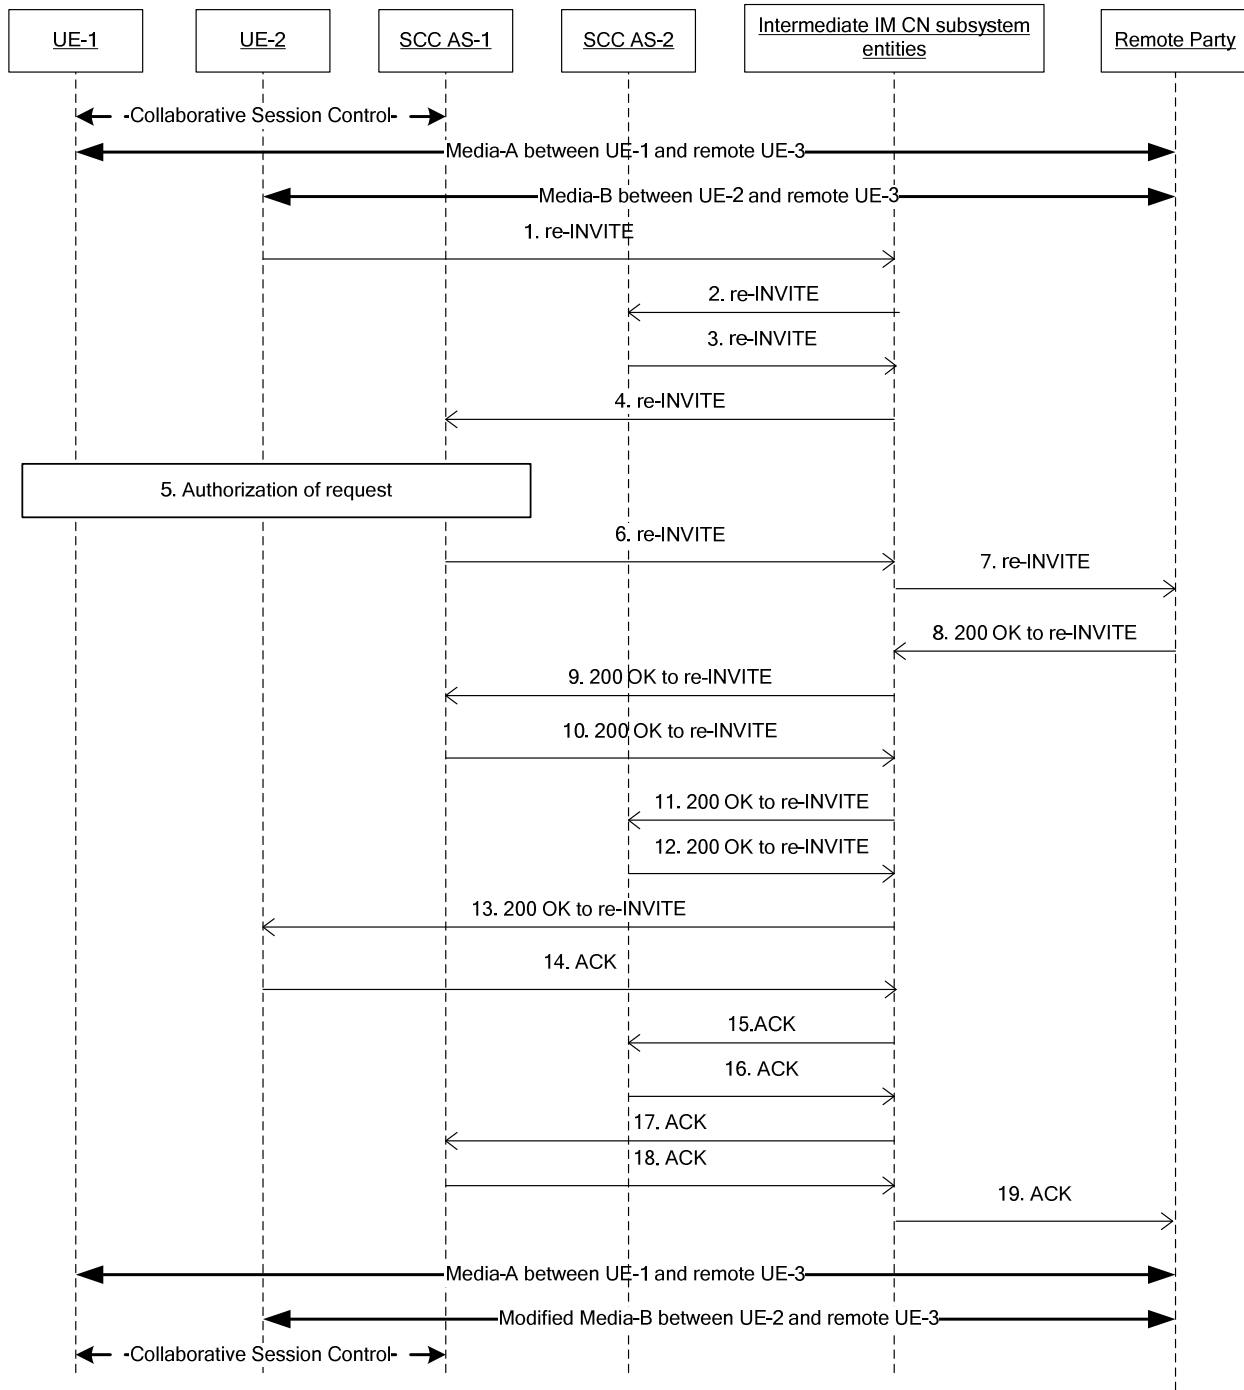 UE-1
UE-2
SCC AS-1
SCC AS-2
Intermediate IM CN subsystem
entities
Remote Party
-Collaborative Session Control-
Media-A between UE-1 and remote UE-3
Media-B between UE-2 and remote UE-3
1. re-INVITE
2. re-INVITE
3. re-INVITE
4. re-INVITE
5. Authorization of request
6. re-INVITE
7. re-INVITE
8. 200 OK to re-INVITE
9. 200 OK to re-INVITE
10. 200 OK to re-INVITE
11. 200 OK to re-INVITE
12. 200 OK to re-INVITE
13. 200 OK to re-INVITE
14. ACK
15.ACK
16. ACK
17. ACK
18. ACK
19. ACK
Media-A between UE-1 and remote UE-3
Modified Media-B between UE-2 and remote UE-3
-Collaborative Session Control-